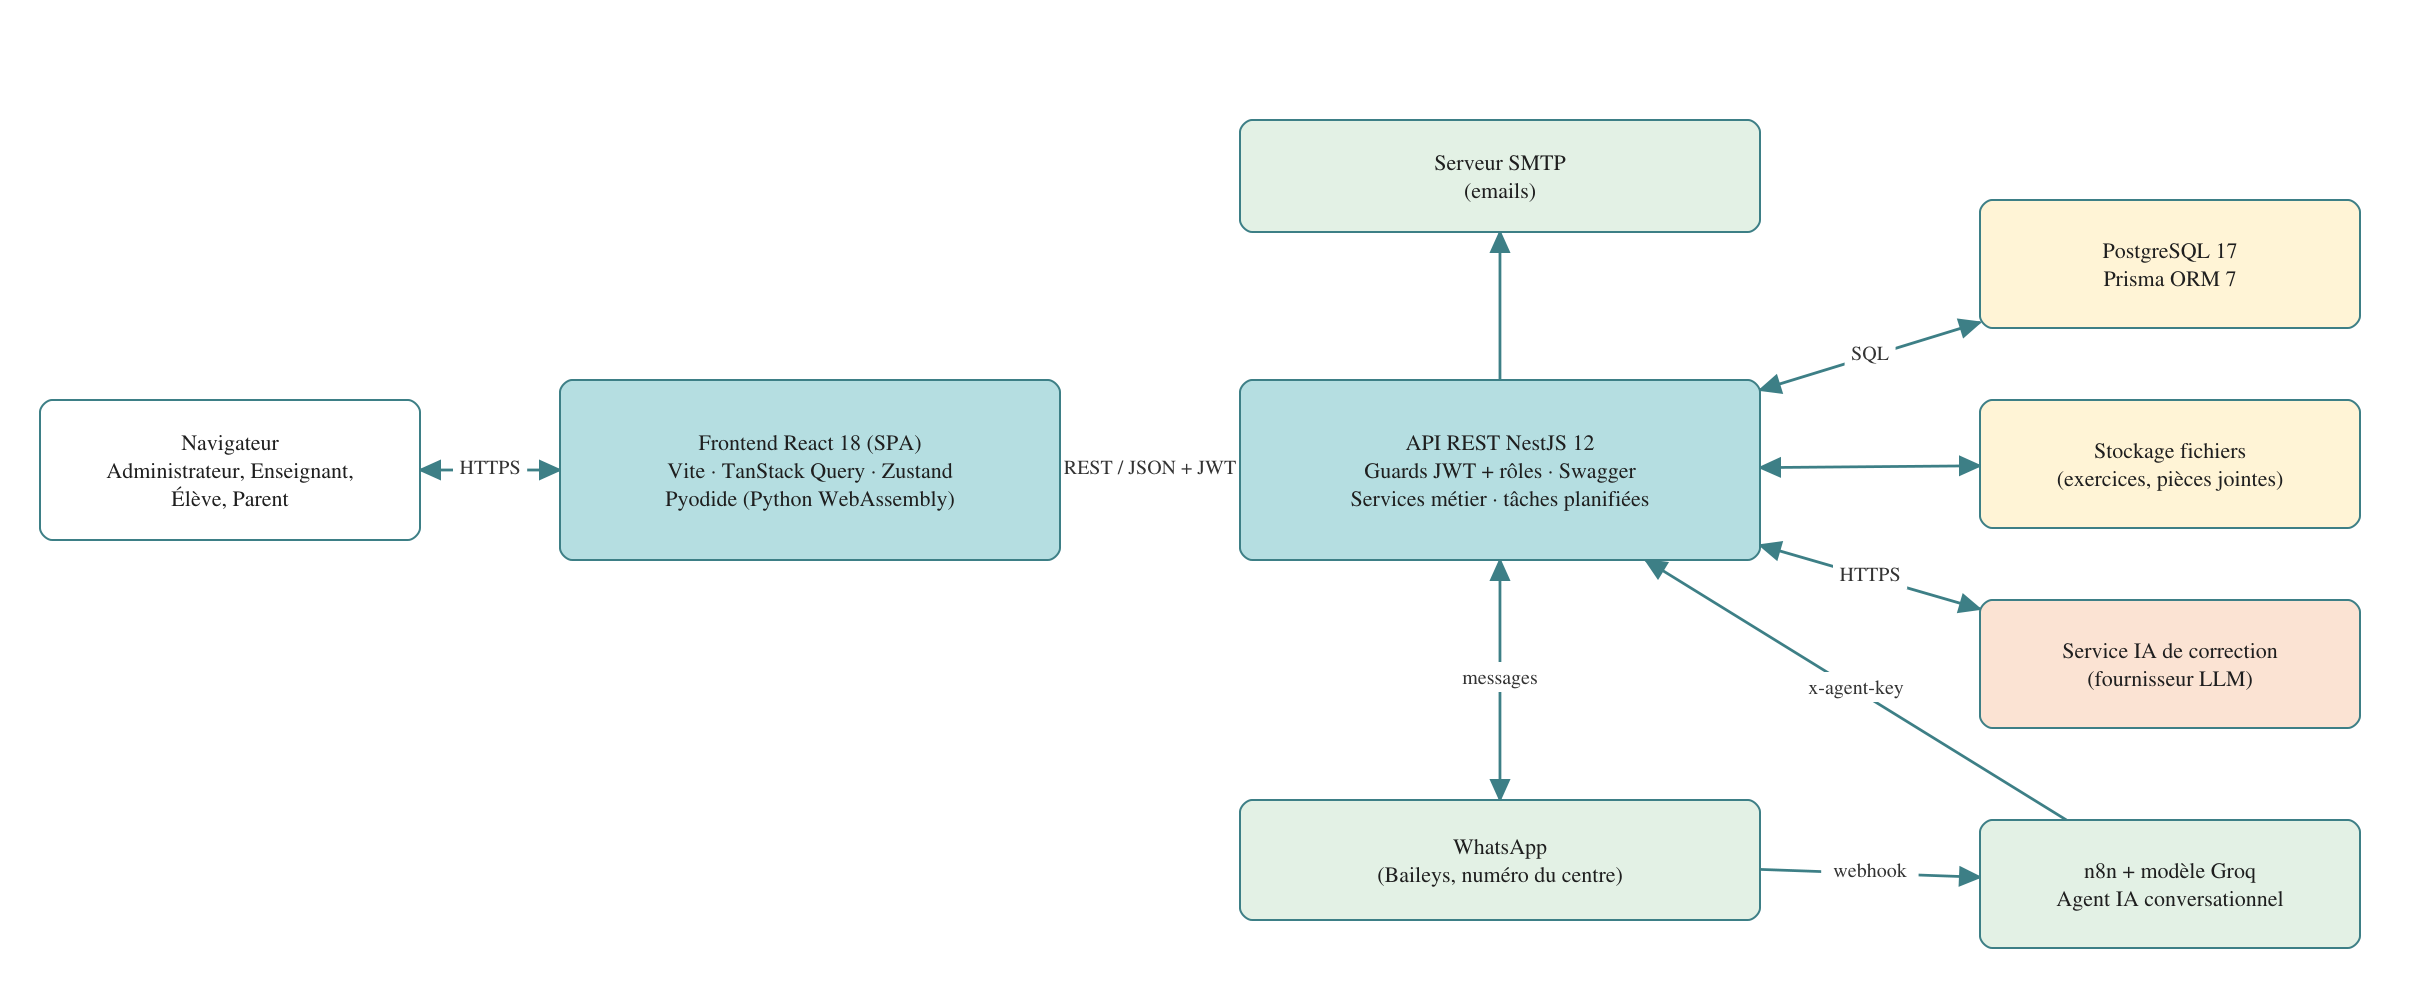 Serveur SMTP
(emails)
PostgreSQL 17
Prisma ORM 7
SQL
Navigateur
Administrateur, Enseignant,
Élève, Parent
HTTPS
Frontend React 18 (SPA)
Vite · TanStack Query · Zustand
Pyodide (Python WebAssembly)
REST / JSON + JWT
API REST NestJS 12
Guards JWT + rôles · Swagger
Services métier · tâches planifiées
Stockage fichiers
(exercices, pièces jointes)
HTTPS
Service IA de correction
(fournisseur LLM)
messages
x-agent-key
WhatsApp
(Baileys, numéro du centre)
webhook
n8n + modèle Groq
Agent IA conversationnel